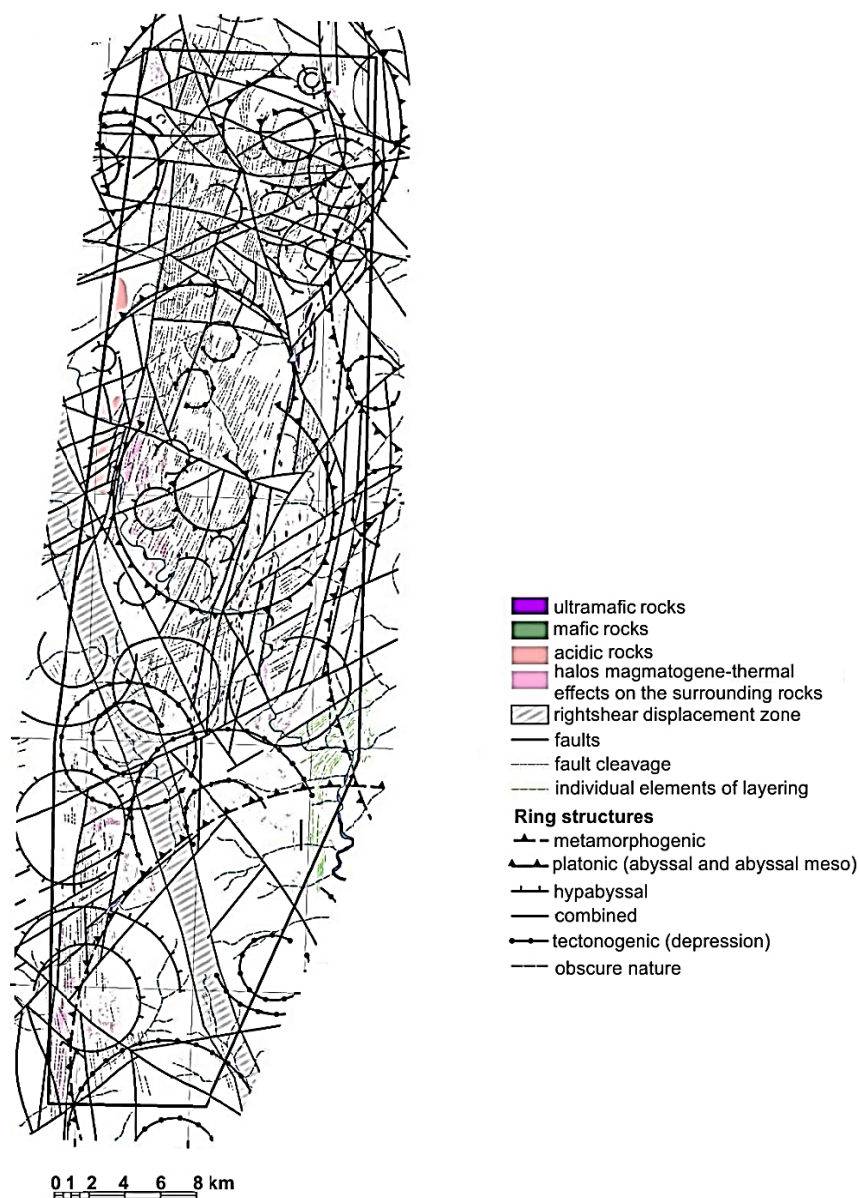 ultramafic rocks
mafic rocks
acidic rocks
halos magmatogene-thermal
effects on the surrounding rocks
rightshear displacement zone
faults
fault cleavage
individual elements of layering
Ring structures
metamorphogenic
platonic (abyssal and abyssal meso)
hypabyssal
combined
tectonogenic (depression)
obscure nature
0 1 2 4 6 8 km